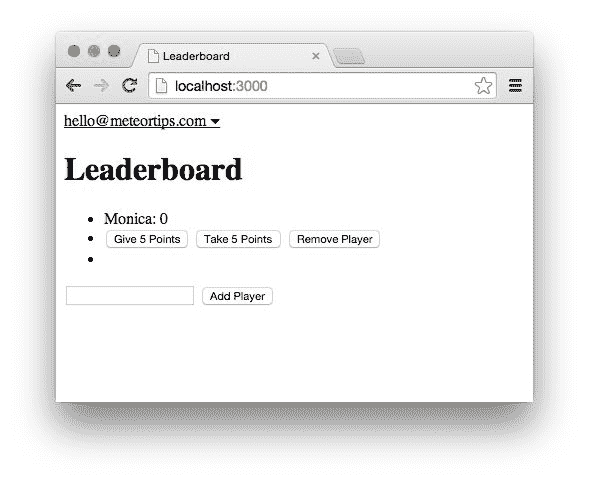 Leaderboard
localhost:3000
hello@meteortips.com
Leaderboard
Monica: 0
Give 5 Points Take 5 Points Remove Player
Add Player